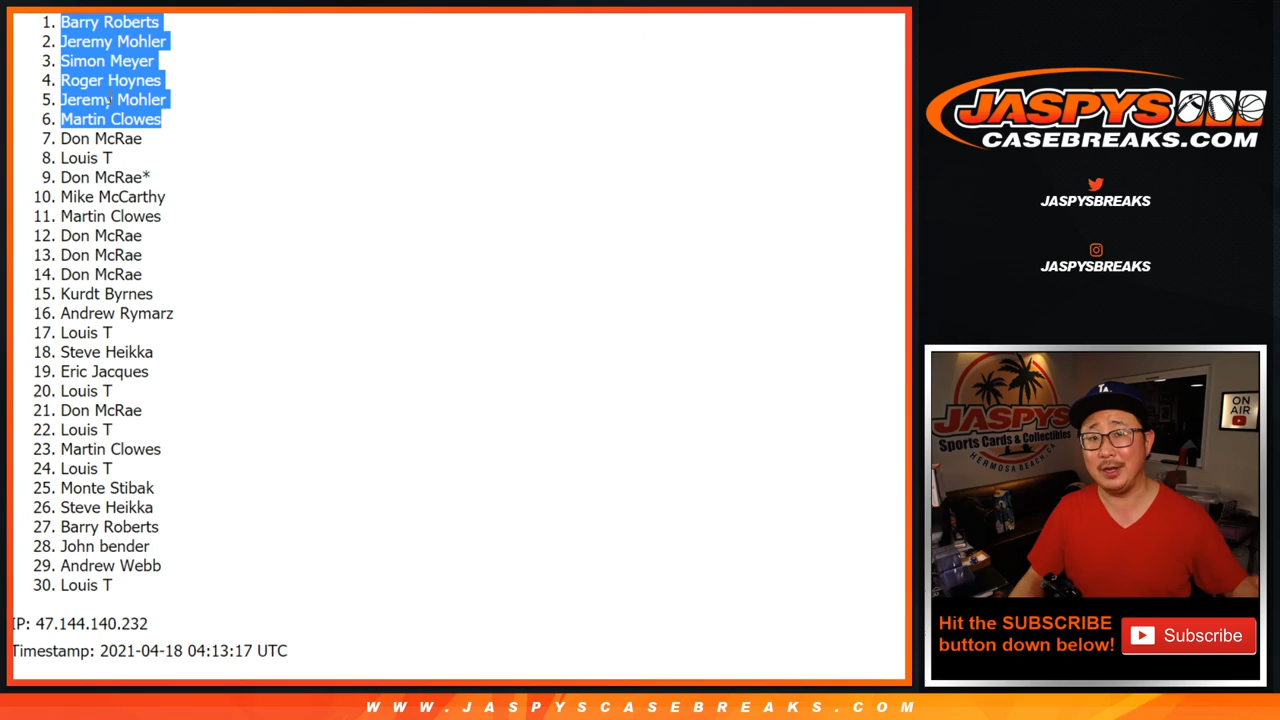 1. Barry Roberts
2. Jeremy Mohler
3. Simon Meyer
4. Roger Hoynes
5. Jeremy Mohler
6. Martin Clowes
7. Don McRae
8. Louis T
9. Don McRae*
10. Mike McCarthy
11. Martin Clowes
12. Don McRae
13. Don McRae
14. Don McRae
15. Kurdt Byrnes
16. Andrew Rymarz
17. Louis T
18. Steve Heikka
19. Eric Jacques
20. Louis T
21. Don McRae
22. Louis T
23. Martin Clowes
24. Louis T
25. Monte Stibak
26. Steve Heikka
27. Barry Roberts
28. John bender
29. Andrew Webb
30. Louis T
IP: 47.144.140.232
Timestamp: 2021-04-18 04:13:17 UTC
JASPYS
CASEBREAKS.COM
JASPYSBREAKS
JASPYSBREAKS
JASPYS
Sports Cards & Collectibles
HERMOSA BEACH, CA
LA
ON
AIR
Hit the SUBSCRIBE
button down below!
Subscribe
WWW.JASPYSCASEBREAKS.COM